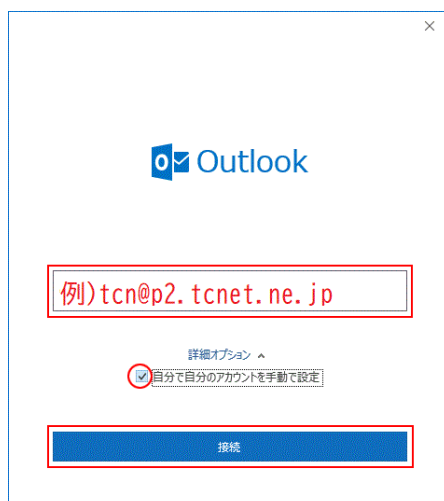 Outlook
例)tcn@p2.tcnet.ne.jp
詳細オプション
自分で自分のアカウントを手動で設定
接続